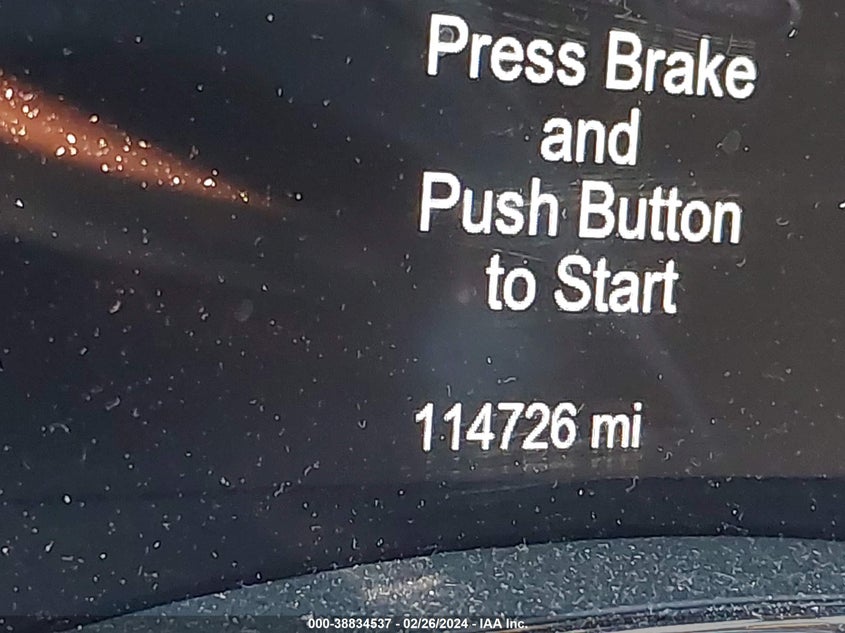 Press Brake
and
Push Button
to Start
114726 mi
000-38834537 - 02/26/2024 - IAA Inc.